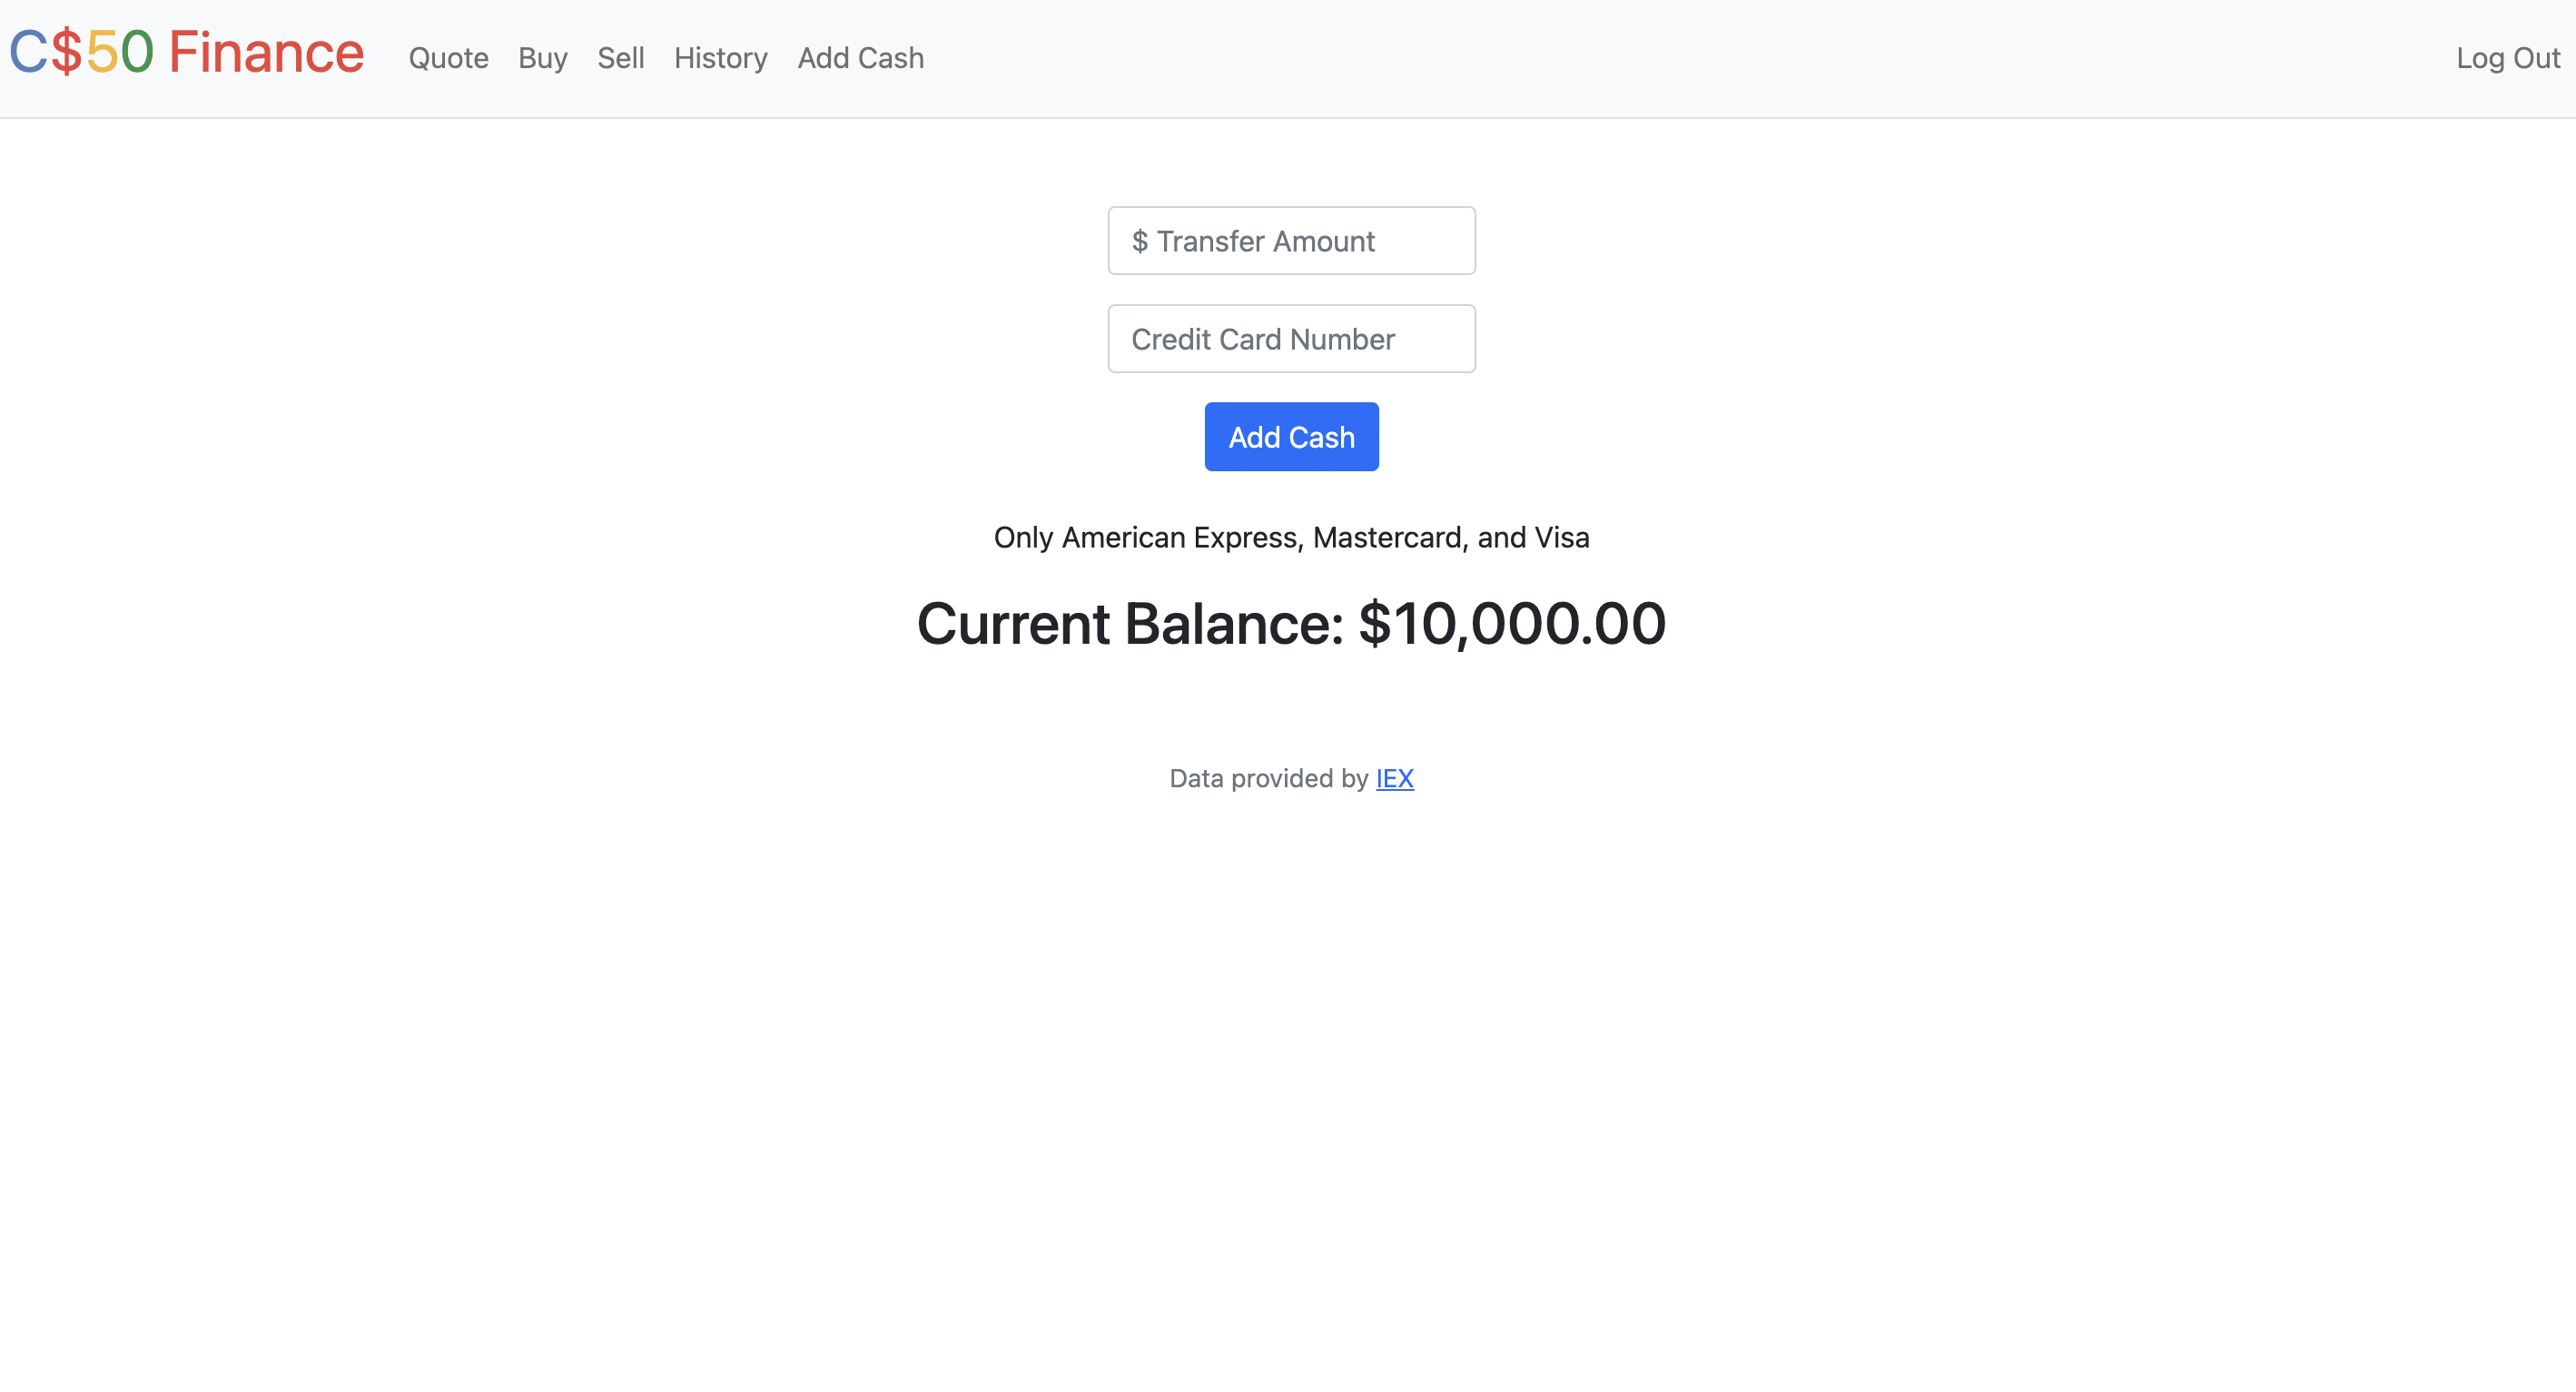 C$50 Finance Quote Buy Sell History Add Cash Log Out
$ Transfer Amount
Credit Card Number
Add Cash
Only American Express, Mastercard, and Visa
Current Balance: $10,000.00
Data provided by IEX